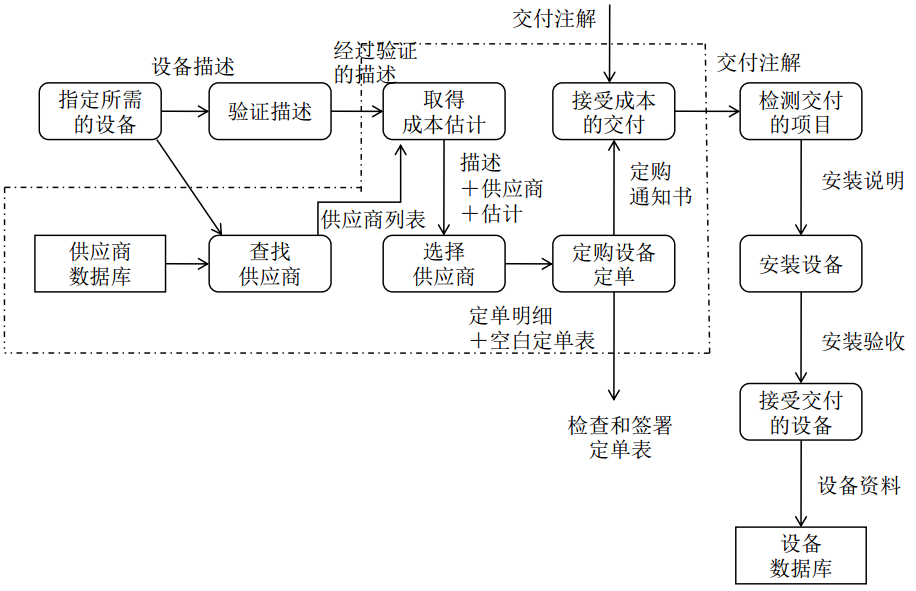 交付注解
设备描述
经过验证
的描述
交付注解
指定所需
的设备
验证描述
取得
成本估计
接受成本
的交付
检测交付
的项目
描述
＋供应商
＋估计
定购
通知书
安装说明
供应商列表
供应商
数据库
查找
供应商
选择
供应商
定购设备
定单
安装设备
定单明细
＋空白定单表
安装验收
检查和签署
定单表
接受交付
的设备
设备资料
设备
数据库